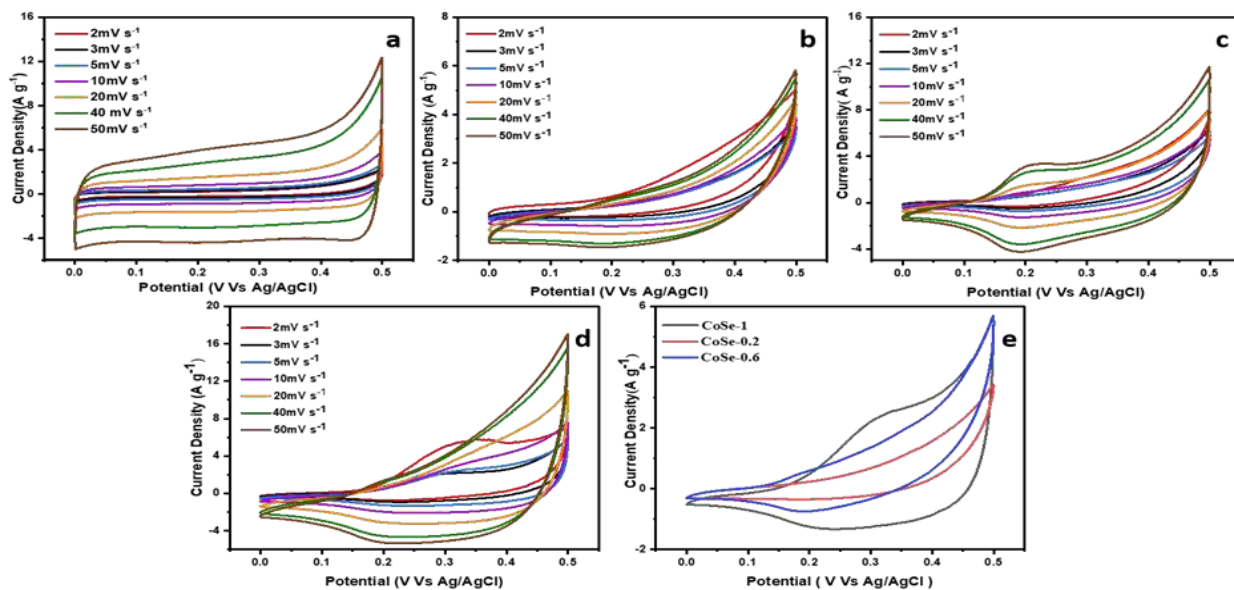 a
16
12
8
4
0
-4
Current Density(A g⁻¹)
2mV s⁻¹
3mV s⁻¹
5mV s⁻¹
10mV s⁻¹
20mV s⁻¹
40 mV s⁻¹
50mV s⁻¹
0.0 0.1 0.2 0.3 0.4 0.5
Potential (V Vs Ag/AgCl)
b
8
6
4
2
0
-2
Current Density (A g⁻¹)
2mV s⁻¹
3mV s⁻¹
5mV s⁻¹
10mV s⁻¹
20mV s⁻¹
40mV s⁻¹
50mV s⁻¹
0.0 0.1 0.2 0.3 0.4 0.5
Potential (V Vs Ag/AgCl)
c
16
12
8
4
0
-4
Current Density( A g⁻¹)
2mV s⁻¹
3mV s⁻¹
5mV s⁻¹
10mV s⁻¹
20mV s⁻¹
40mV s⁻¹
50mV s⁻¹
0.0 0.1 0.2 0.3 0.4 0.5
Potential (V Vs Ag/AgCl)
d
20
16
12
8
4
0
-4
Current Density (A g⁻¹)
2mV s⁻¹
3mV s⁻¹
5mV s⁻¹
10mV s⁻¹
20mV s⁻¹
40mV s⁻¹
50mV s⁻¹
0.0 0.1 0.2 0.3 0.4 0.5
Potential (V Vs Ag/AgCl)
e
6
4
2
0
-2
Current Density(A g⁻¹)
CoSe-1
CoSe-0.2
CoSe-0.6
0.0 0.1 0.2 0.3 0.4 0.5
Potential ( V Vs Ag/AgCl )